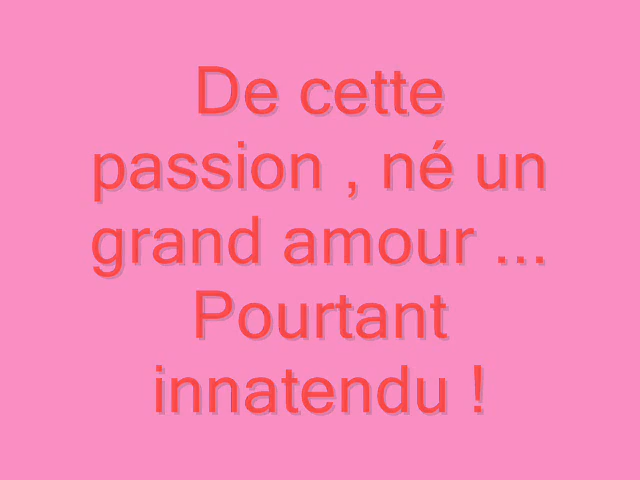 De cette
passion , né un
grand amour ...
Pourtant
innatendu !